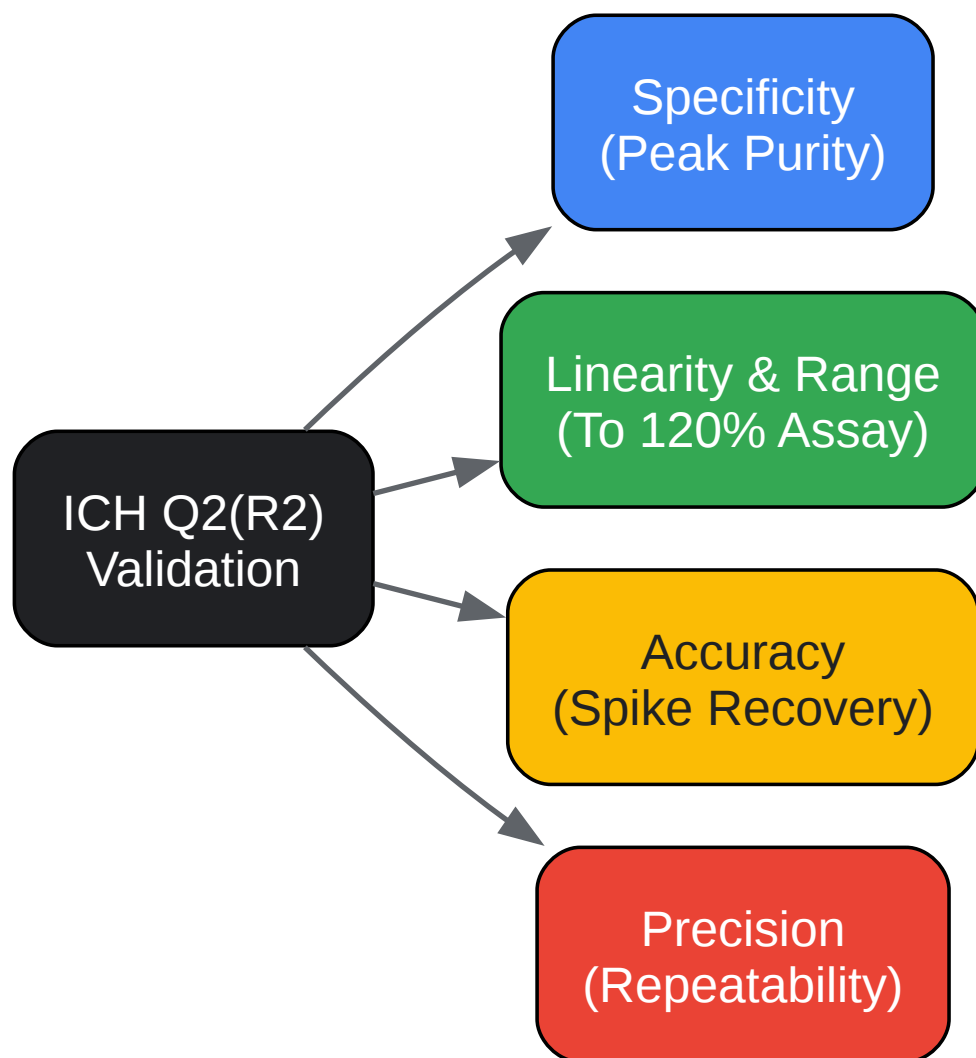 Specificity
(Peak Purity)
Linearity & Range
(To 120% Assay)
ICH Q2(R2)
Validation
Accuracy
(Spike Recovery)
Precision
(Repeatability)